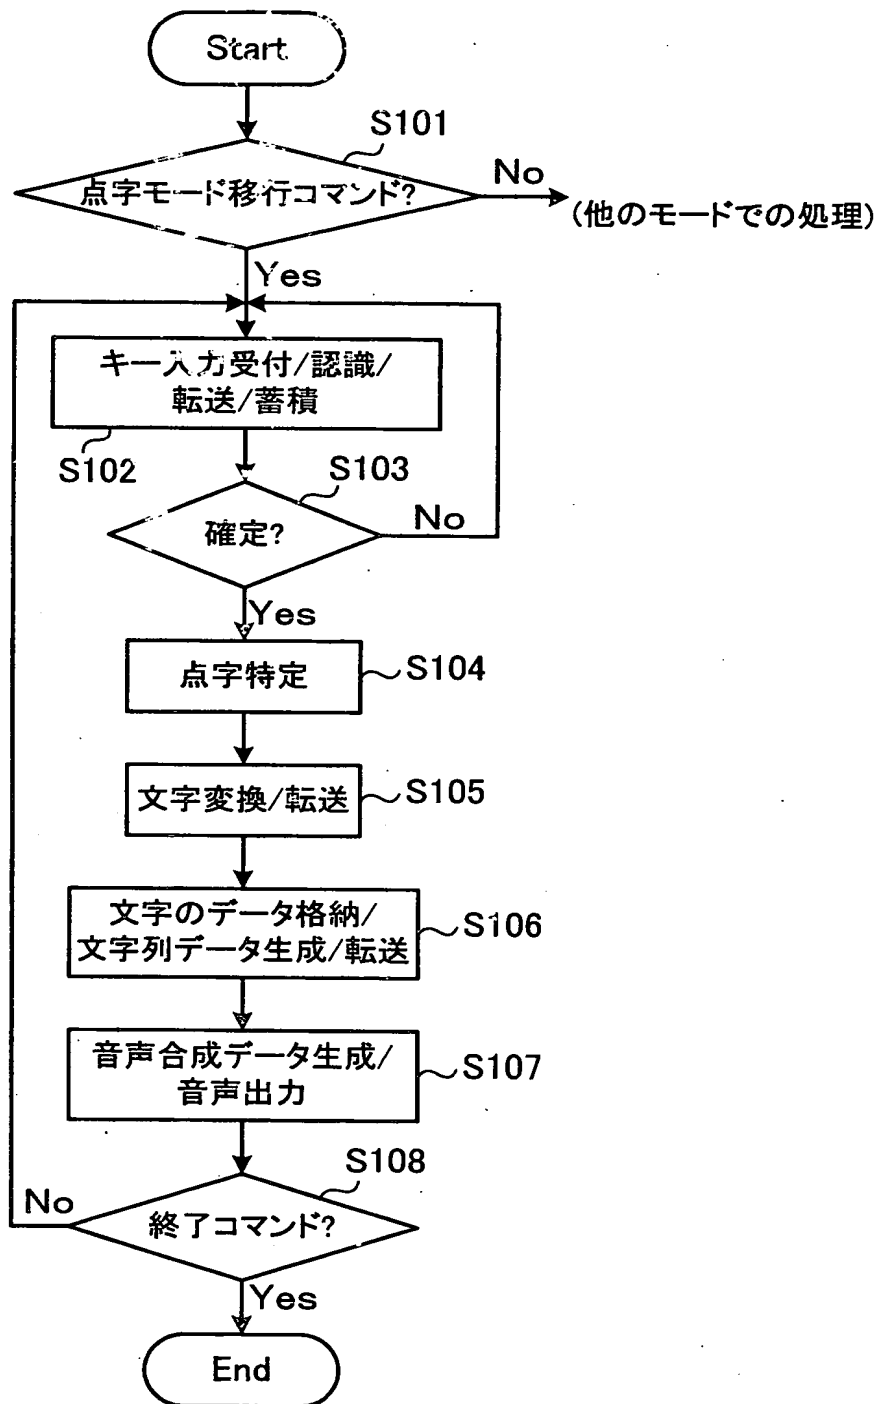 Start
S101
点字モード移行コマンド?
No
(他のモードでの処理)
Yes
キー入力受付/認識/
転送/蓄積
S102
S103
確定?
No
Yes
点字特定
S104
文字変換/転送
S105
文字のデータ格納/
文字列データ生成/転送
S106
音声合成データ生成/
音声出力
S107
S108
No
終了コマンド?
Yes
End